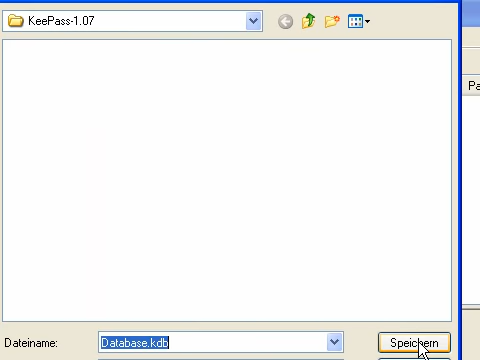 KeePass-1.07
Pa
Dateiname:
Database.kdb
Speichern